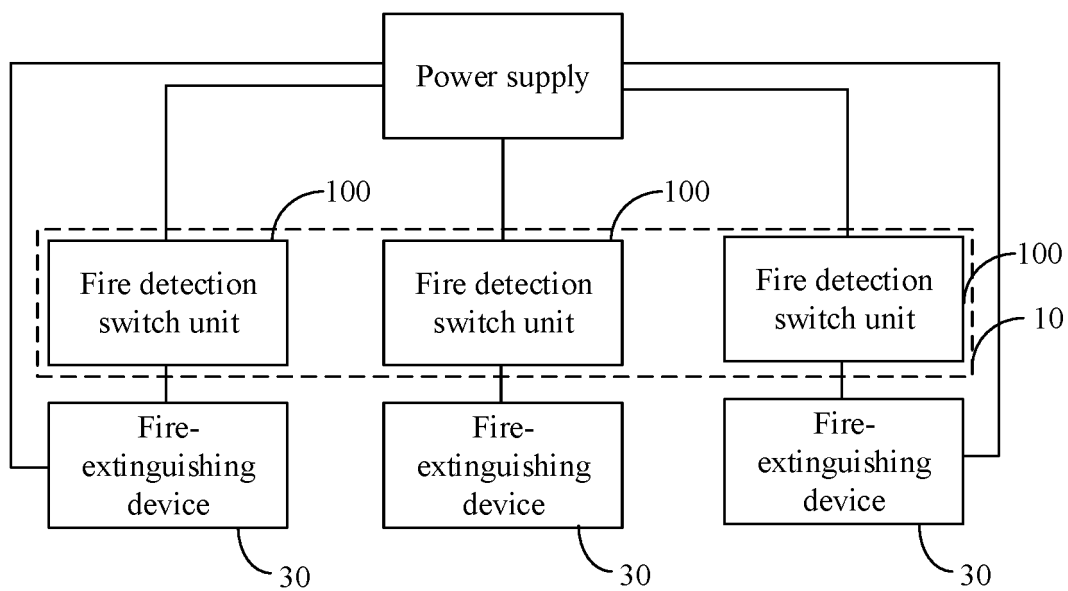 Power supply
100
100
Fire detection
switch unit
Fire detection
switch unit
Fire detection
switch unit
100
10
Fire-
extinguishing
device
Fire-
extinguishing
device
Fire-
extinguishing
device
30
30
30